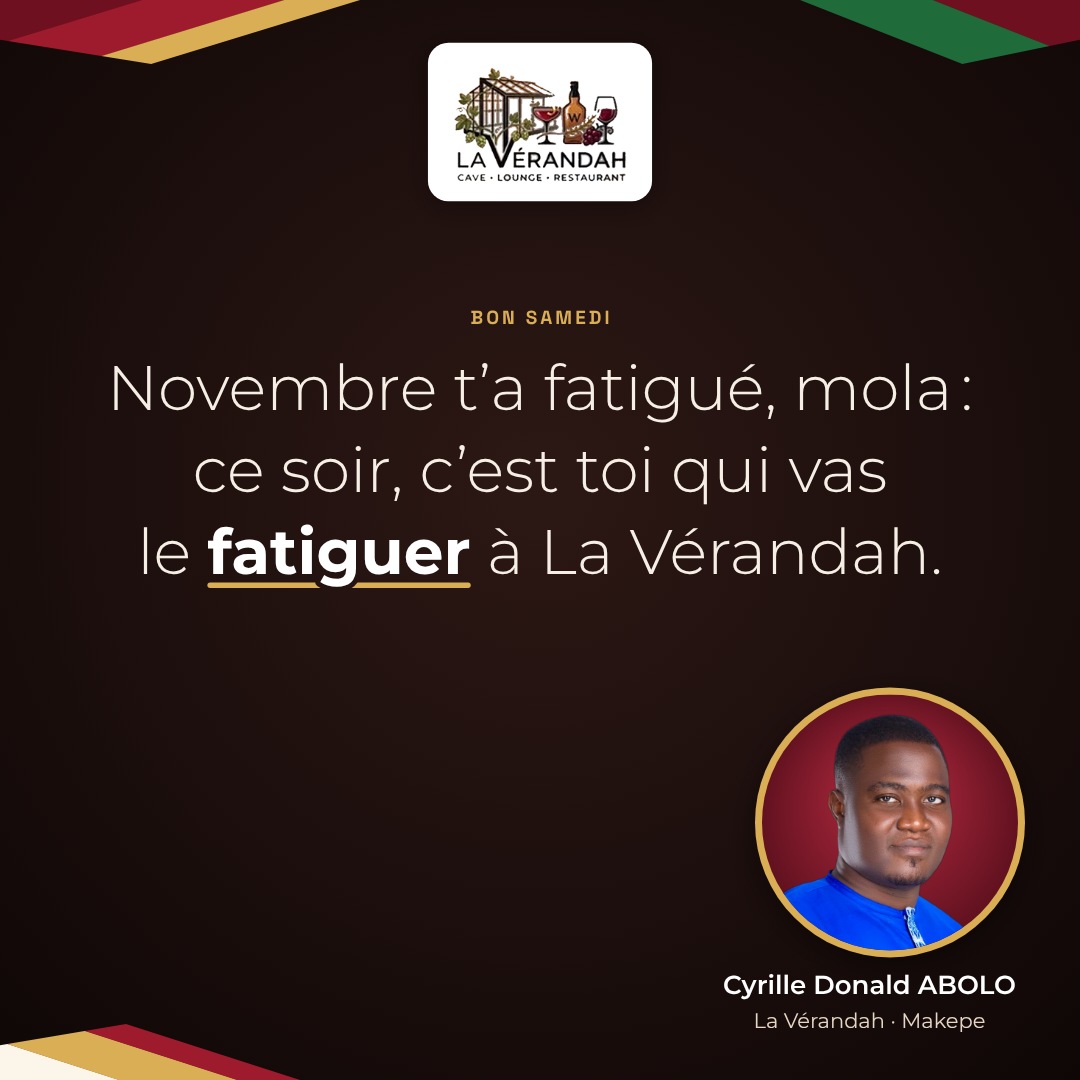 LA VÉRANDAH
CAVE • LOUNGE • RESTAURANT
W
BON SAMEDI
Novembre t’a fatigué, mola :
ce soir, c’est toi qui vas
le fatiguer à La Vérandah.
Cyrille Donald ABOLO
La Vérandah · Makepe